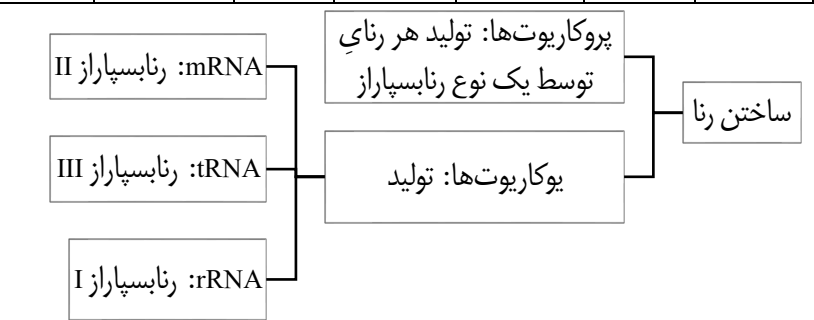 ساختن رنا
پروکاریوت‌ها: تولید هر رنایِ
توسط یک نوع رنابسپاراز
یوکاریوت‌ها: تولید
mRNA: رنابسپاراز II
tRNA: رنابسپاراز III
rRNA: رنابسپاراز I